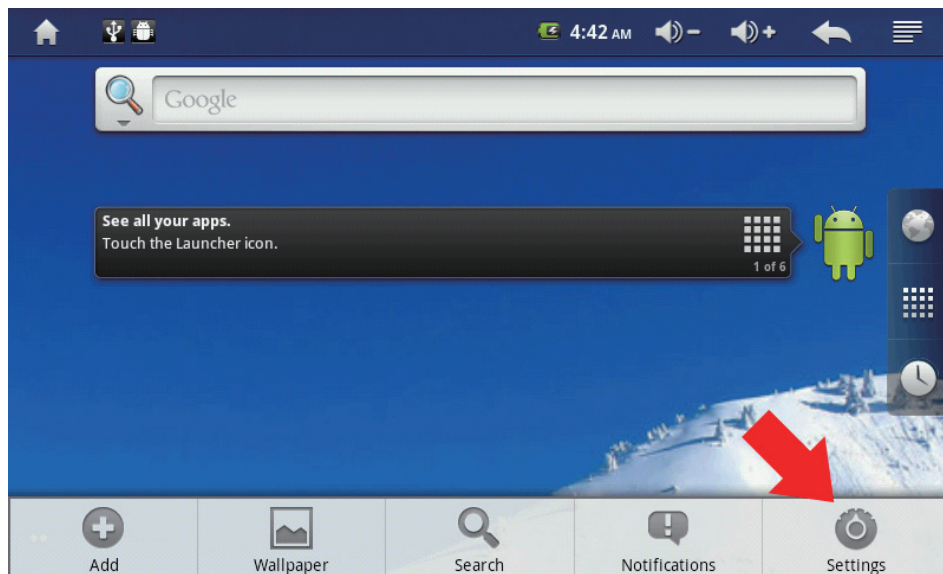 4:42 AM
Google
See all your apps.
Touch the Launcher icon.
1 of 6
Add
Wallpaper
Search
Notifications
Settings